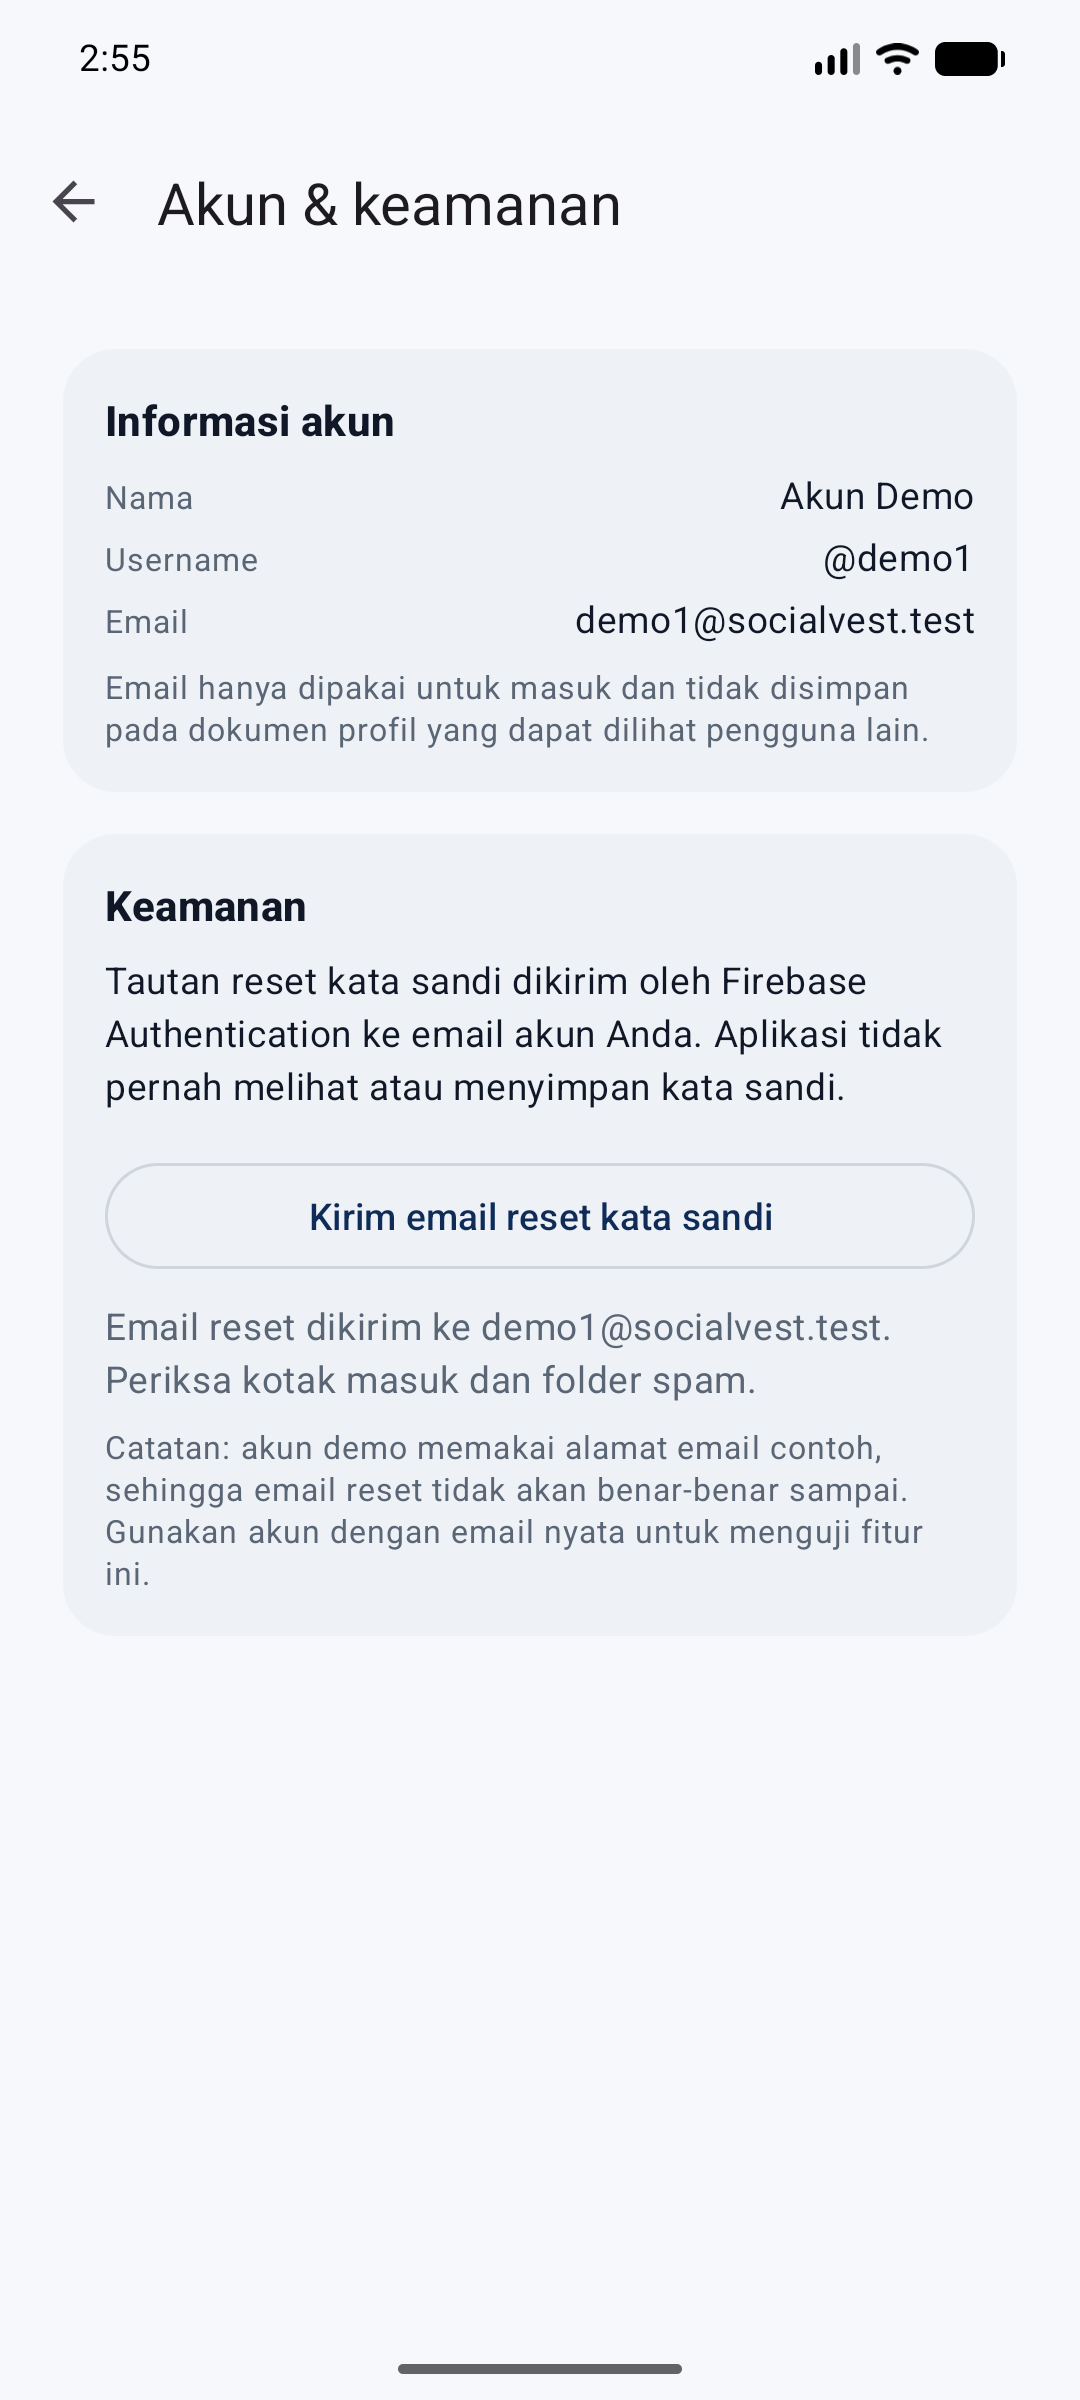 2:55
Akun & keamanan
Informasi akun
Nama Akun Demo
Username @demo1
Email demo1@socialvest.test
Email hanya dipakai untuk masuk dan tidak disimpan
pada dokumen profil yang dapat dilihat pengguna lain.
Keamanan
Tautan reset kata sandi dikirim oleh Firebase
Authentication ke email akun Anda. Aplikasi tidak
pernah melihat atau menyimpan kata sandi.
Kirim email reset kata sandi
Email reset dikirim ke demo1@socialvest.test.
Periksa kotak masuk dan folder spam.
Catatan: akun demo memakai alamat email contoh,
sehingga email reset tidak akan benar-benar sampai.
Gunakan akun dengan email nyata untuk menguji fitur
ini.